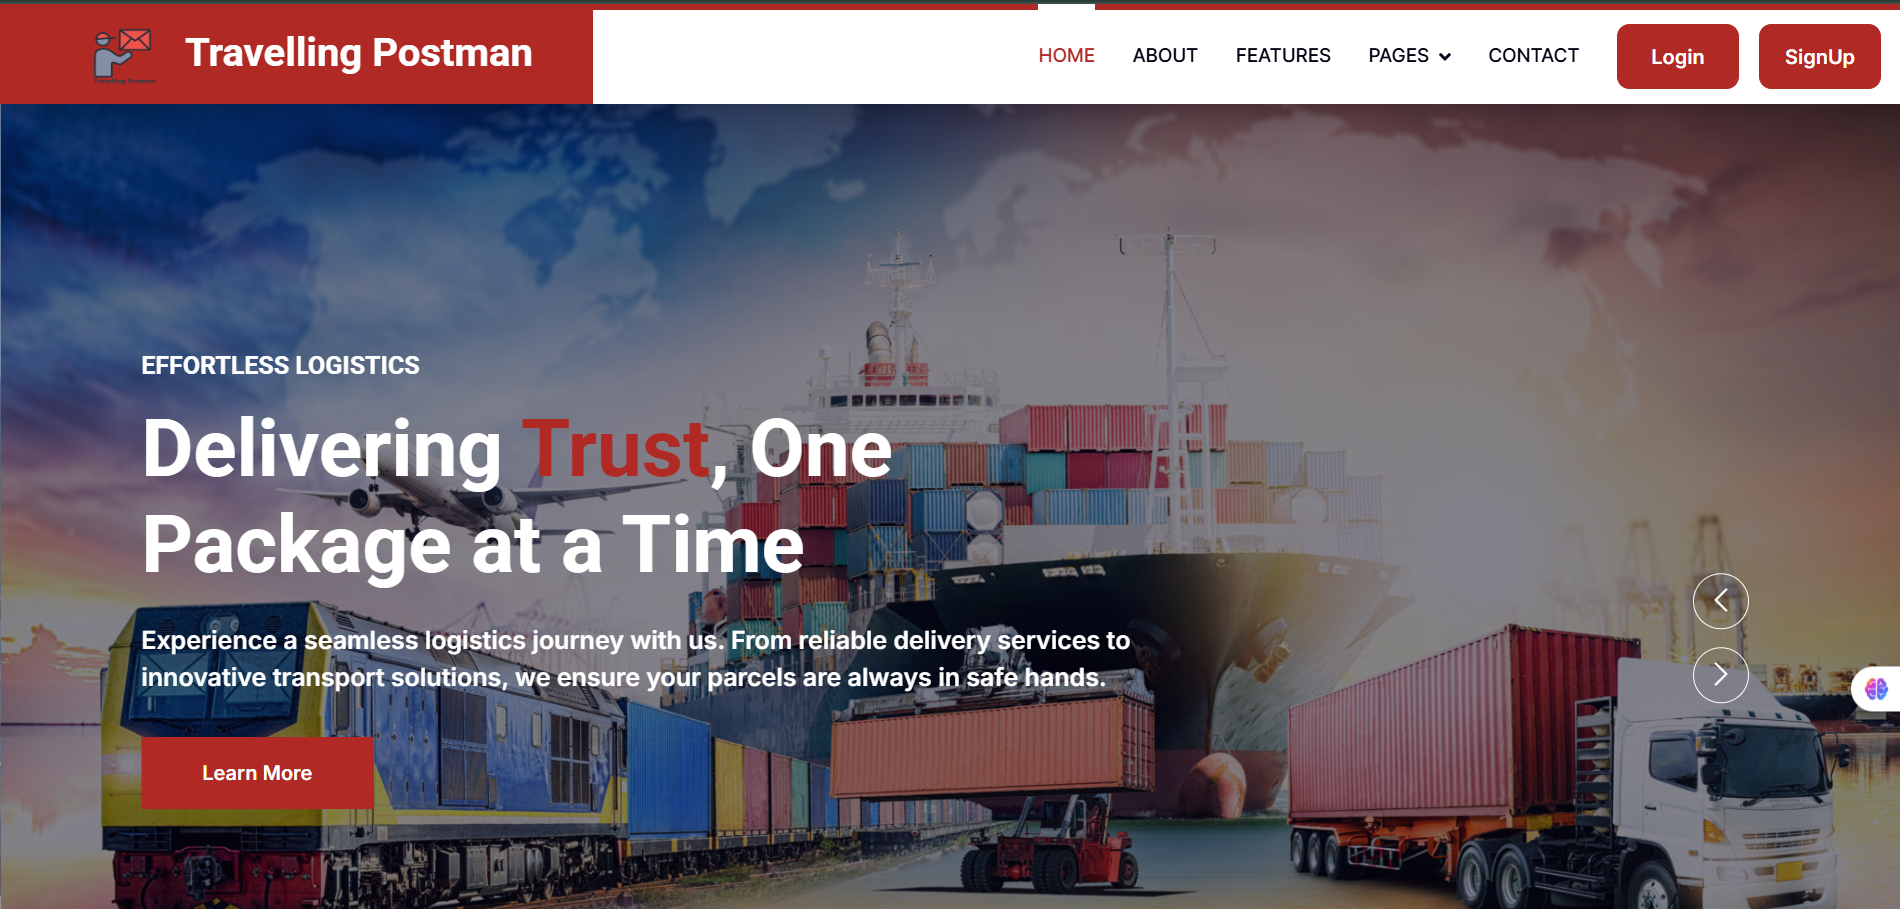 Travelling Postman
Travelling Postman
HOME
ABOUT
FEATURES
PAGES
CONTACT
Login
SignUp
EFFORTLESS LOGISTICS
Delivering Trust, One
Package at a Time
Experience a seamless logistics journey with us. From reliable delivery services to
innovative transport solutions, we ensure your parcels are always in safe hands.
Learn More